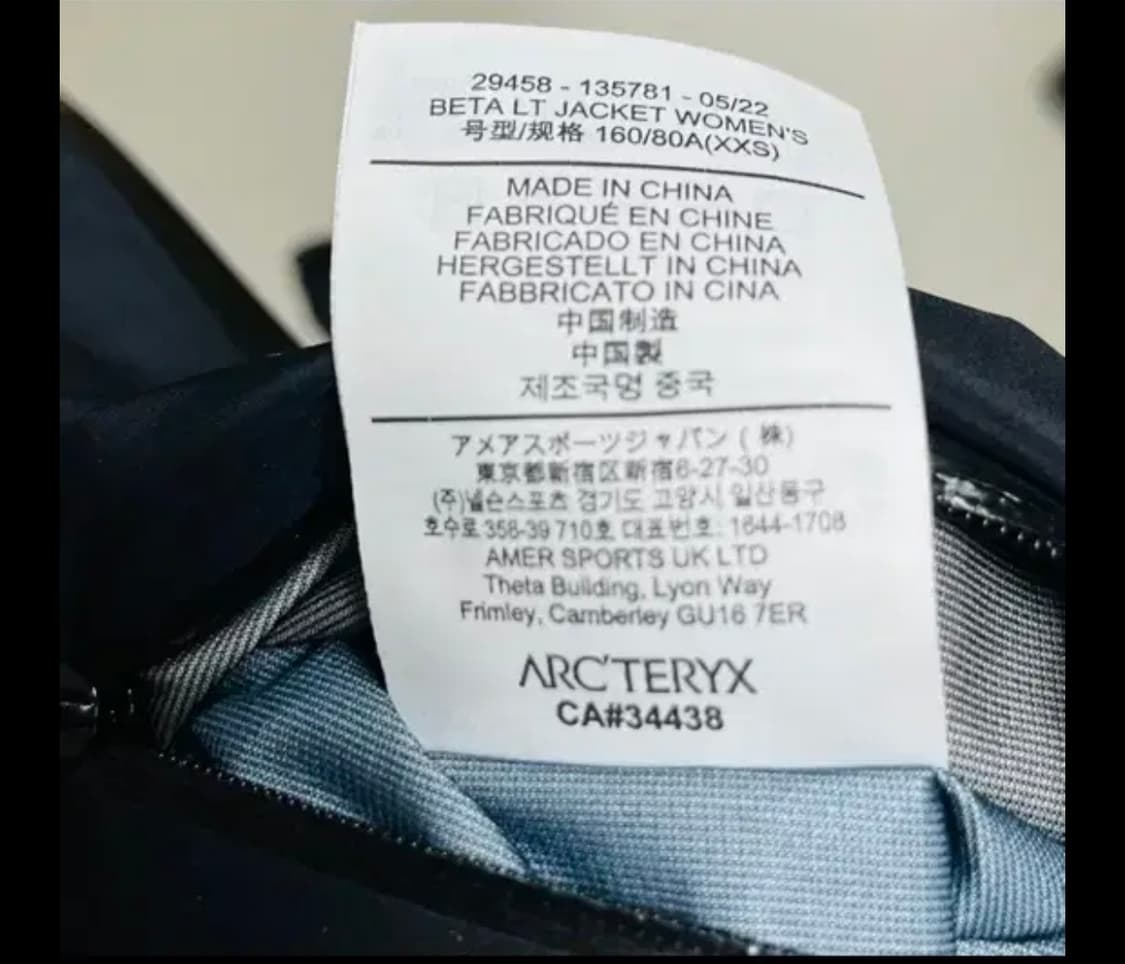 29458 - 135781 - 05/22
BETA LT JACKET WOMEN'S
号型/规格 160/80A(XXS)
MADE IN CHINA
FABRIQUÉ EN CHINE
FABRICADO EN CHINA
HERGESTELLT IN CHINA
FABBRICATO IN CINA
中国制造
中国製
제조국명 중국
アメアスポーツジャパン ( 株)
東京都新宿区新宿6-27-30
(주)넬슨스포츠 경기도 고양시 일산동구
호수로 358-39 710호, 대표번호: 1644-1708
AMER SPORTS UK LTD
Theta Building, Lyon Way
Frimley, Camberley GU16 7ER
ARC'TERYX
CA#34438